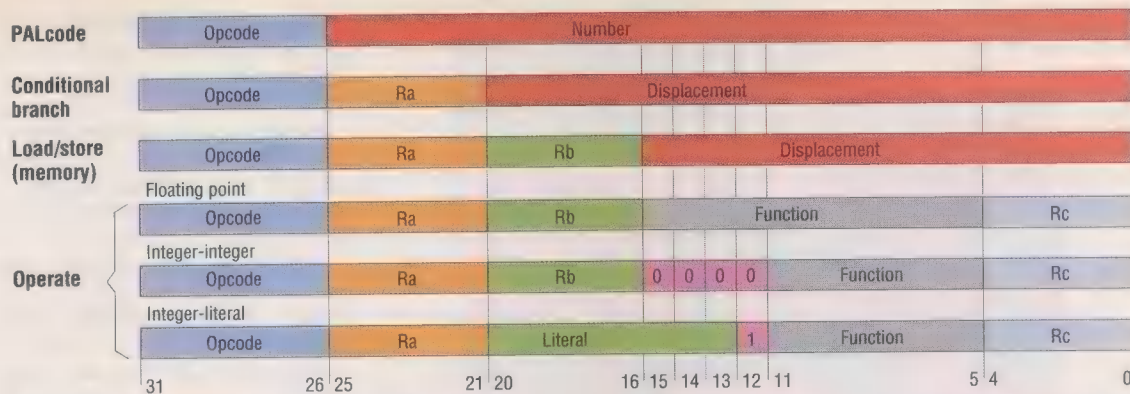 PALcode Opcode Number
Conditional branch Opcode Ra Displacement
Load/store (memory) Opcode Ra Rb Displacement
Floating point
Opcode Ra Rb Function Rc
Integer-integer
Operate Opcode Ra Rb 0 0 0 0 Function Rc
Integer-literal
Opcode Ra Literal 1 Function Rc
31 26 25 21 20 16 15 14 13 12 11 5 4 0